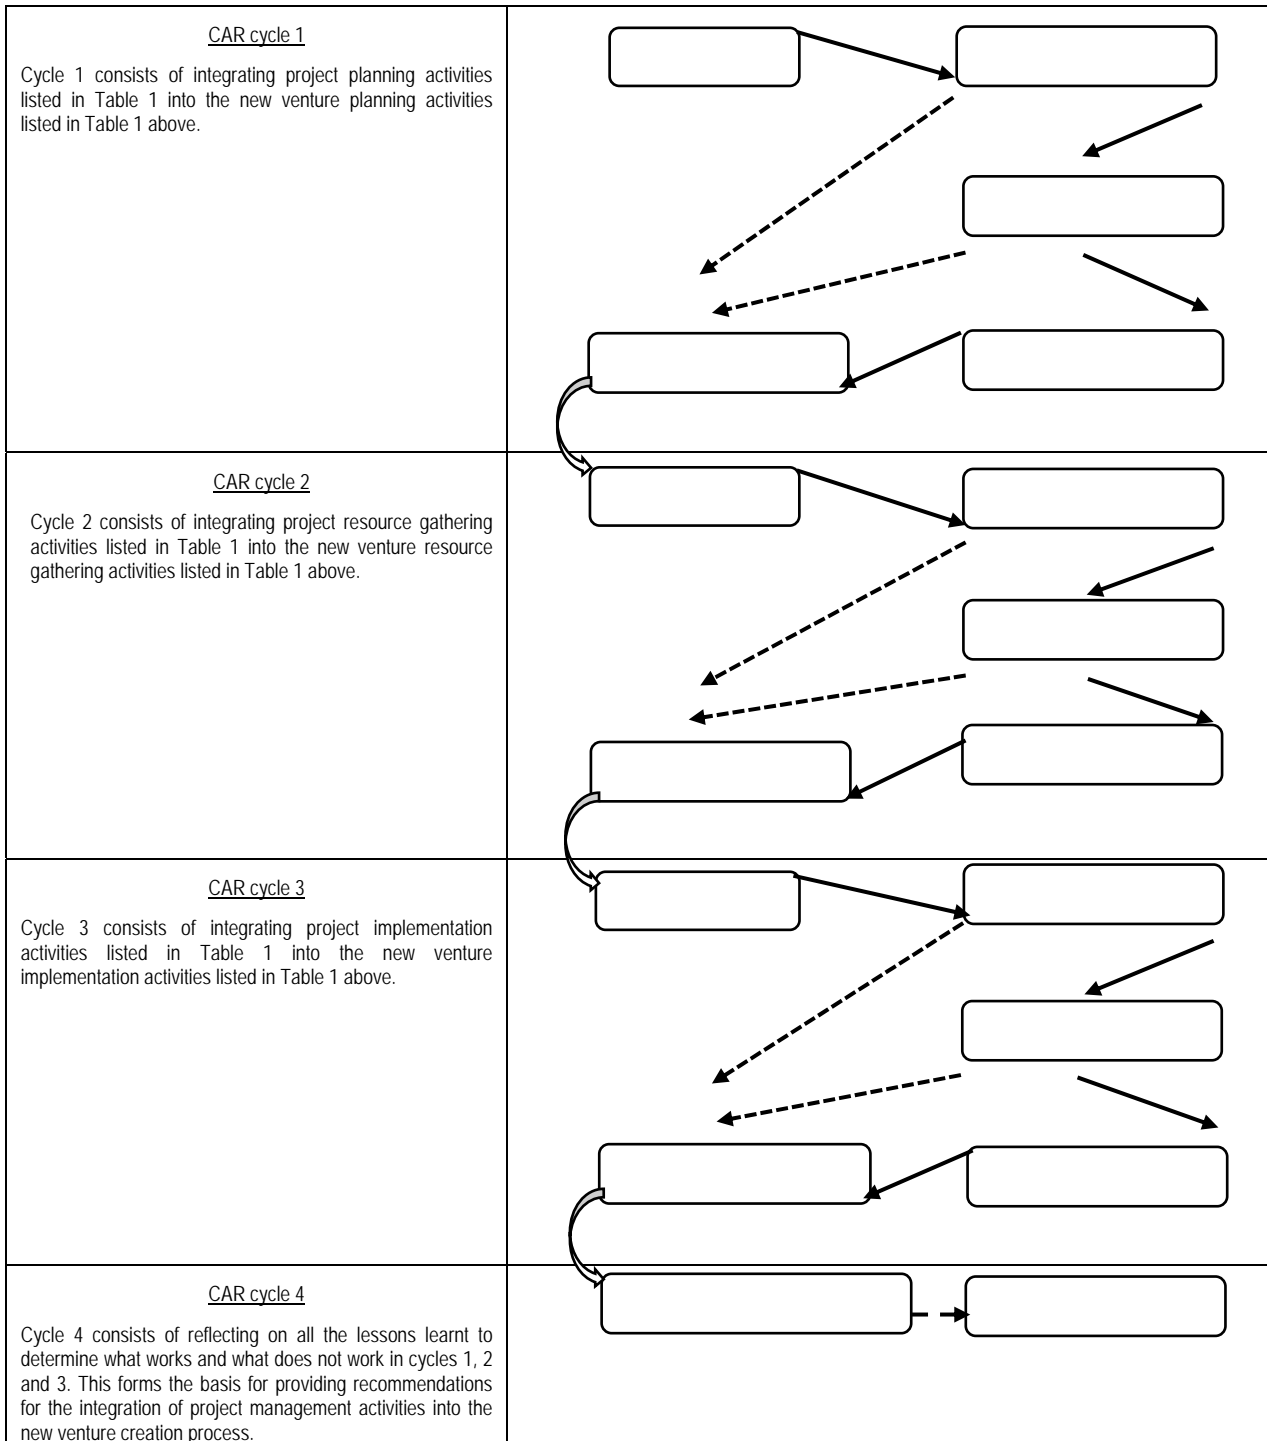 CAR cycle 1
Cycle 1 consists of integrating project planning activities
listed in Table 1 into the new venture planning activities
listed in Table 1 above.
CAR cycle 2
Cycle 2 consists of integrating project resource gathering
activities listed in Table 1 into the new venture resource
gathering activities listed in Table 1 above.
CAR cycle 3
Cycle 3 consists of integrating project implementation
activities listed in Table 1 into the new venture
implementation activities listed in Table 1 above.
CAR cycle 4
Cycle 4 consists of reflecting on all the lessons learnt to
determine what works and what does not work in cycles 1, 2
and 3. This forms the basis for providing recommendations
for the integration of project management activities into the
new venture creation process.